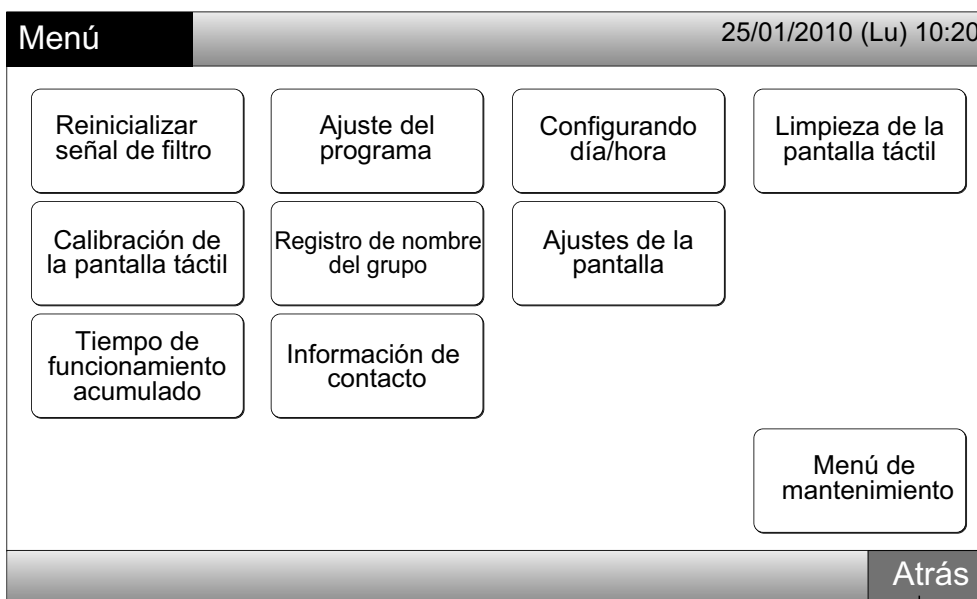 Menú
25/01/2010 (Lu) 10:20
Reinicializar
señal de filtro
Ajuste del
programa
Configurando
día/hora
Limpieza de la
pantalla táctil
Calibración de
la pantalla táctil
Registro de nombre
del grupo
Ajustes de la
pantalla
Tiempo de
funcionamiento
acumulado
Información de
contacto
Menú de
mantenimiento
Atrás